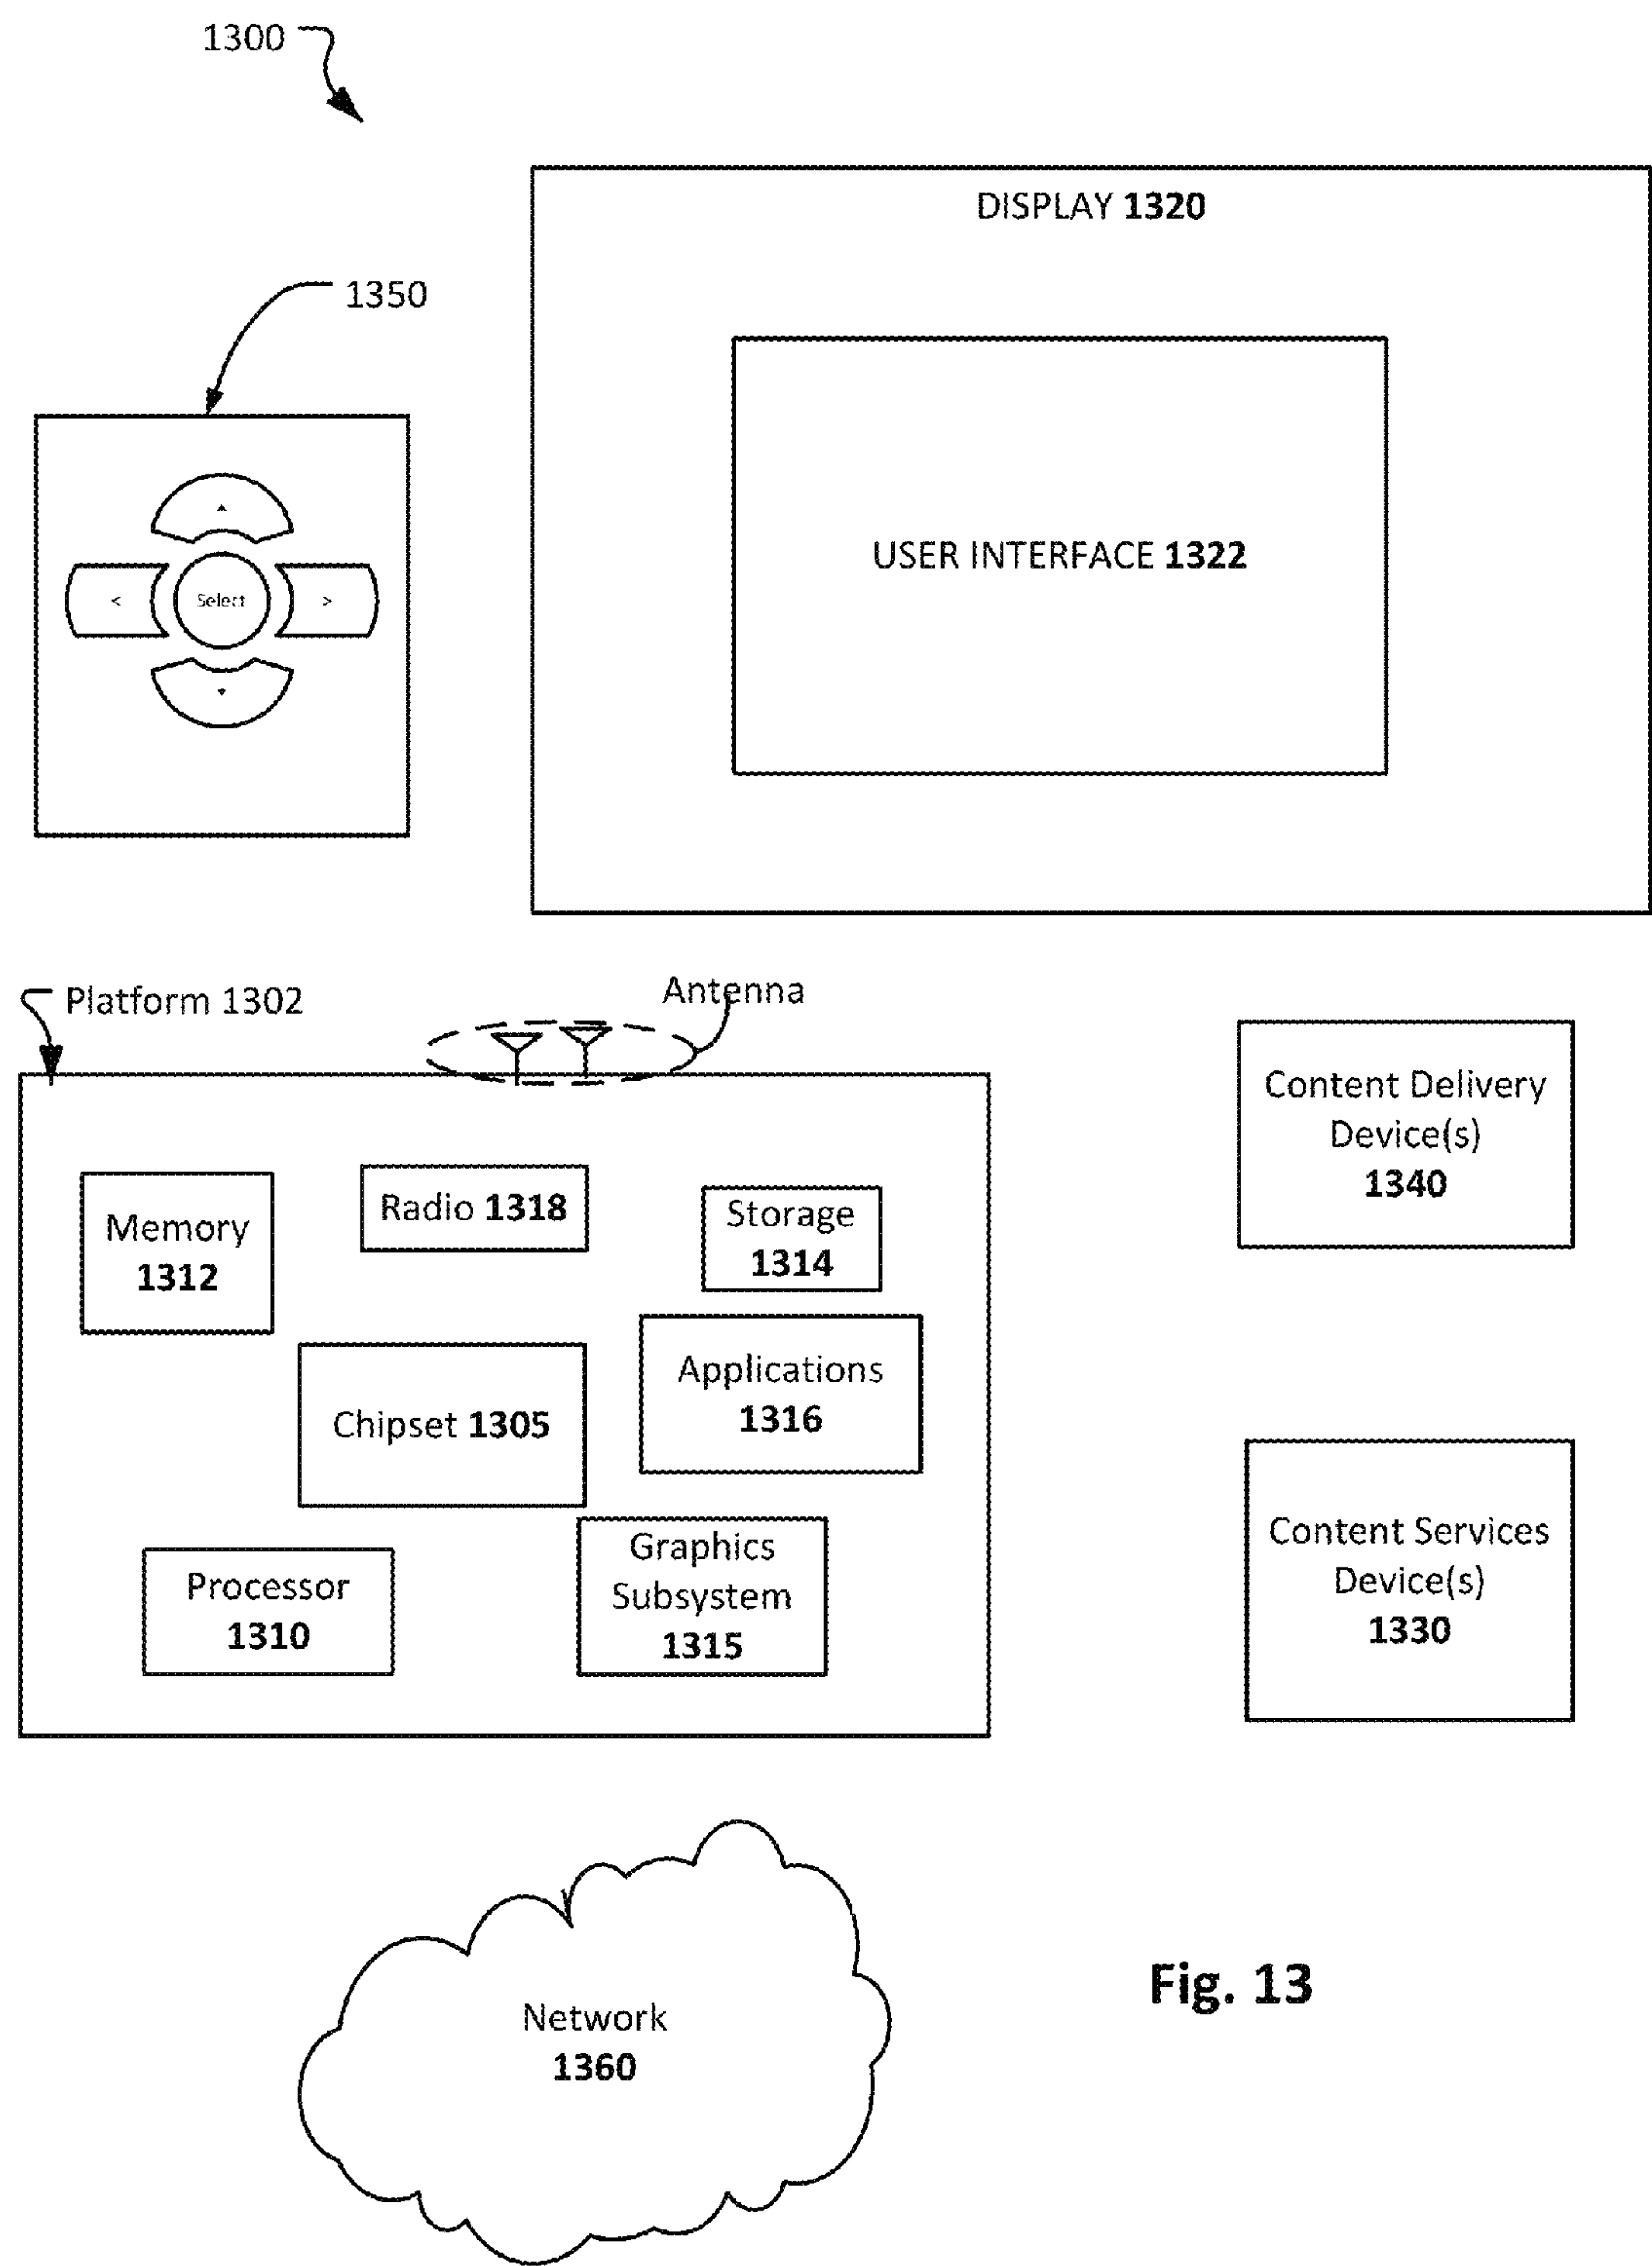 1300
DISPLAY 1320
1350
USER INTERFACE 1322
▲
< Select >
▼
Platform 1302
Antenna
Content Delivery
Device(s)
1340
Memory
1312
Radio 1318
Storage
1314
Chipset 1305
Applications
1316
Processor
1310
Graphics
Subsystem
1315
Content Services
Device(s)
1330
Network
1360
Fig. 13